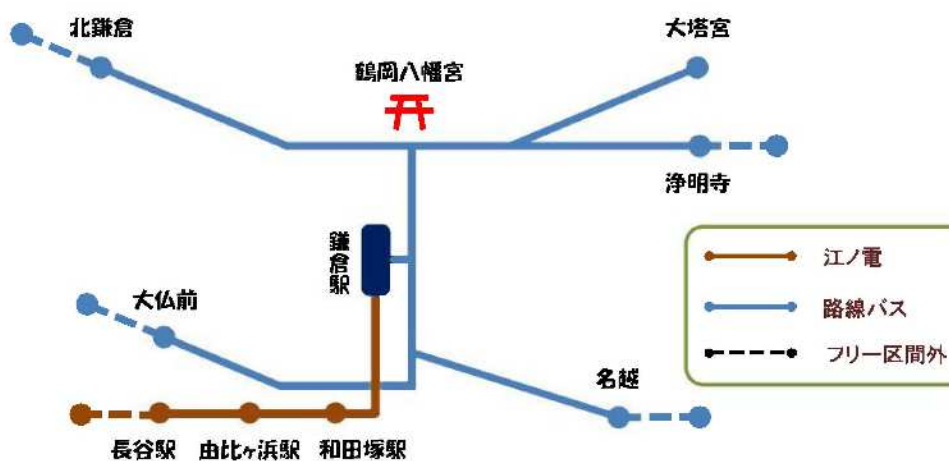 北鎌倉
大塔宮
鶴岡八幡宮
浄明寺
鎌倉駅
大仏前
名越
長谷駅
由比ヶ浜駅
和田塚駅
江ノ電
路線バス
フリー区間外